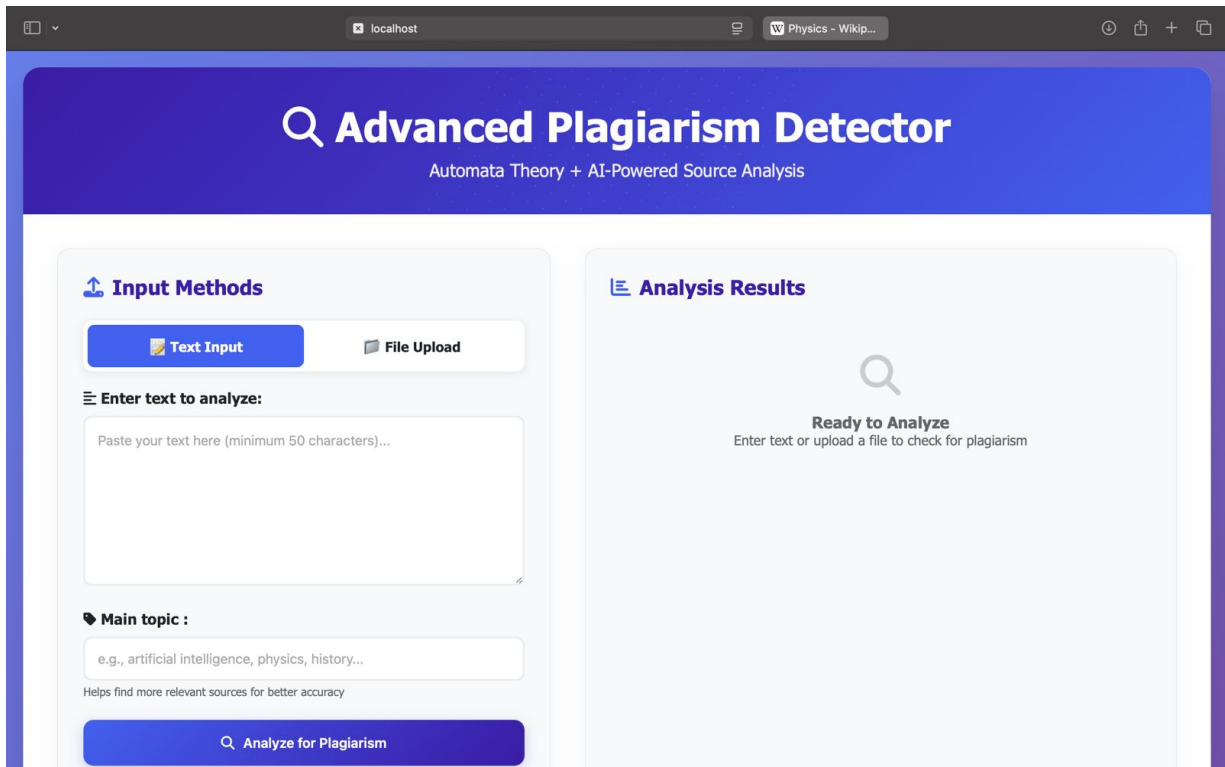 localhost
Physics – Wikip...
Advanced Plagiarism Detector
Automata Theory + AI-Powered Source Analysis
Input Methods
Text Input
File Upload
Enter text to analyze:
Paste your text here (minimum 50 characters)...
Main topic :
e.g., artificial intelligence, physics, history...
Helps find more relevant sources for better accuracy
Analyze for Plagiarism
Analysis Results
Ready to Analyze
Enter text or upload a file to check for plagiarism